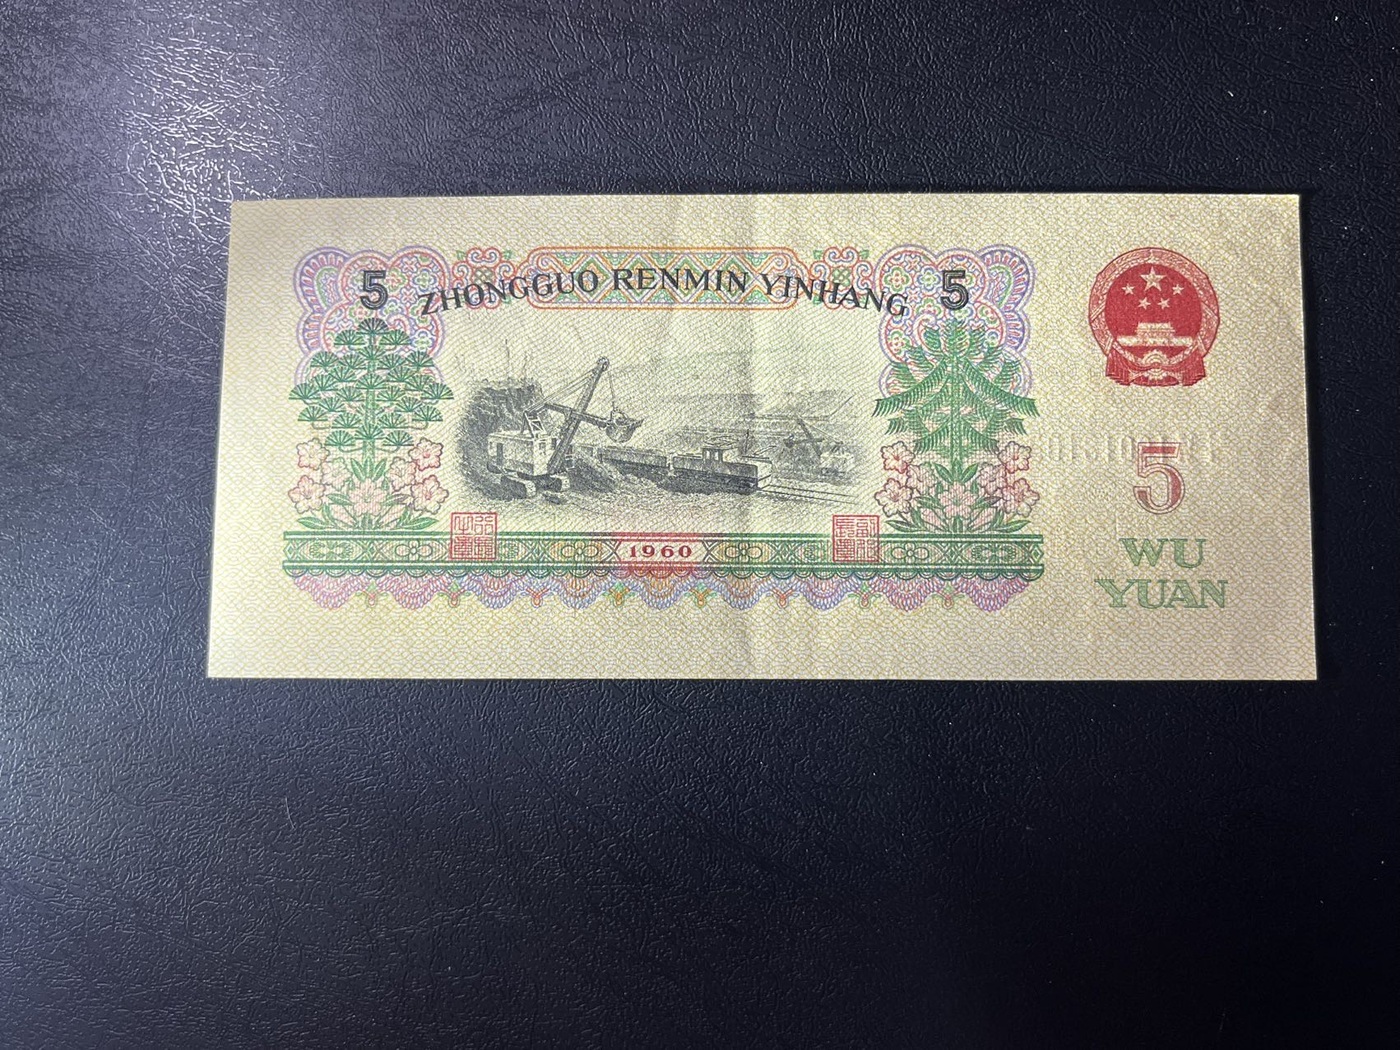 5 ZHONGGUO RENMIN YINHANG 5
5
WU
YUAN
1960